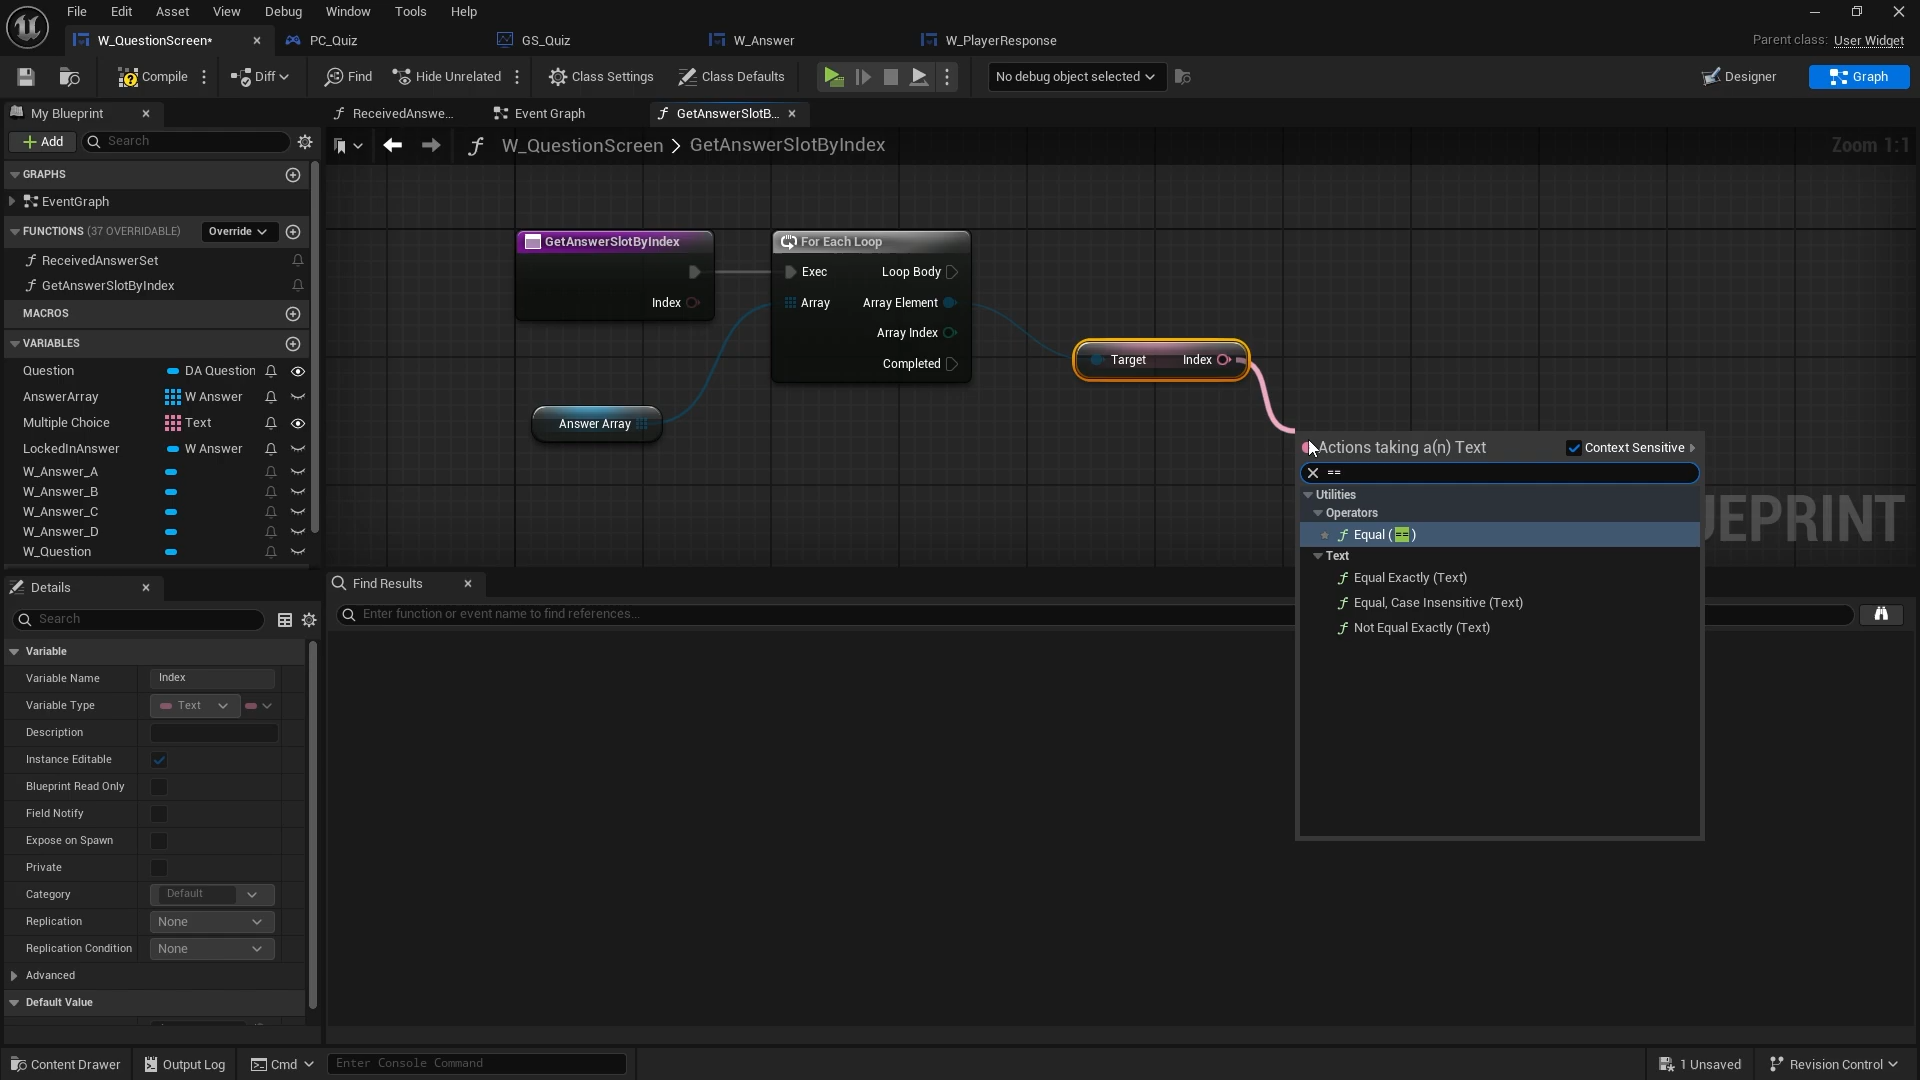 File Edit Asset View Debug Window Tools Help
W_QuestionScreen* PC_Quiz GS_Quiz W_Answer W_PlayerResponse Parent class: User Widget
Compile Diff Find Hide Unrelated Class Settings Class Defaults No debug object selected Designer Graph
My Blueprint ReceivedAnswe... Event Graph GetAnswerSlotB...
Add Search W_QuestionScreen > GetAnswerSlotByIndex Zoom 1:1
GRAPHS
EventGraph
FUNCTIONS (37 OVERRIDABLE) Override
ReceivedAnswerSet
GetAnswerSlotByIndex
MACROS
VARIABLES
Question DA Question
AnswerArray W Answer
Multiple Choice Text
LockedInAnswer W Answer
W_Answer_A
W_Answer_B
W_Answer_C
W_Answer_D
W_Question
GetAnswerSlotByIndex
Index
For Each Loop
Exec Loop Body
Array Array Element
Array Index
Completed
Answer Array
Target Index
Actions taking a(n) Text Context Sensitive
==
Utilities
Operators
Equal (==)
Text
Equal Exactly (Text)
Equal, Case Insensitive (Text)
Not Equal Exactly (Text)
Details
Search
Variable
Variable Name Index
Variable Type Text
Description
Instance Editable
Blueprint Read Only
Field Notify
Expose on Spawn
Private
Category Default
Replication None
Replication Condition None
Advanced
Default Value
Find Results
Enter function or event name to find references...
Content Drawer Output Log Cmd Enter Console Command 1 Unsaved Revision Control